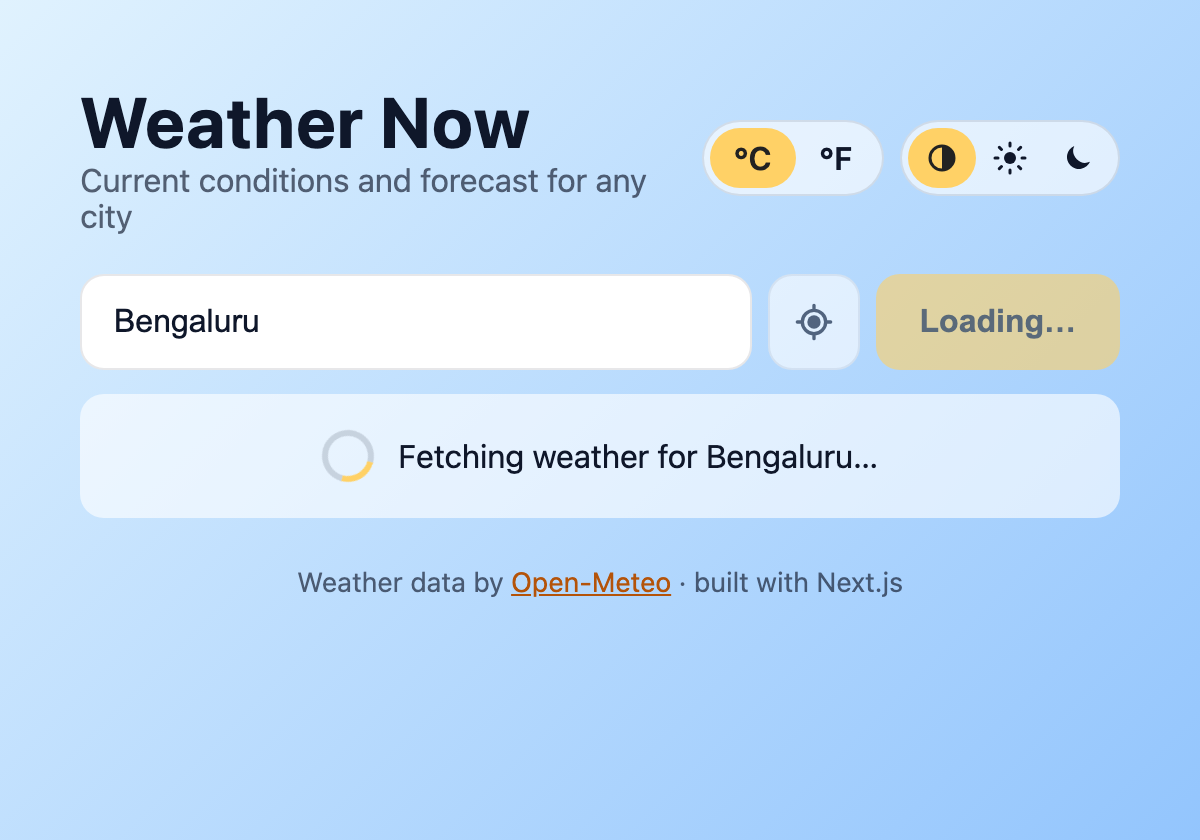 Weather Now
Current conditions and forecast for any
city
°C °F
Bengaluru
Loading...
Fetching weather for Bengaluru...
Weather data by Open-Meteo · built with Next.js